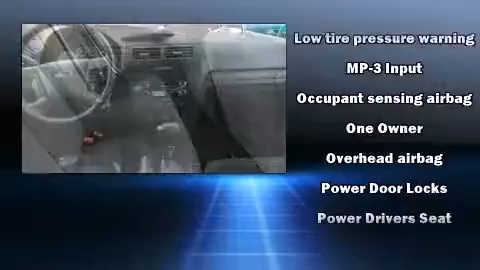 Low tire pressure warning
MP-3 Input
Occupant sensing airbag
One Owner
Overhead airbag
Power Door Locks
Power Drivers Seat